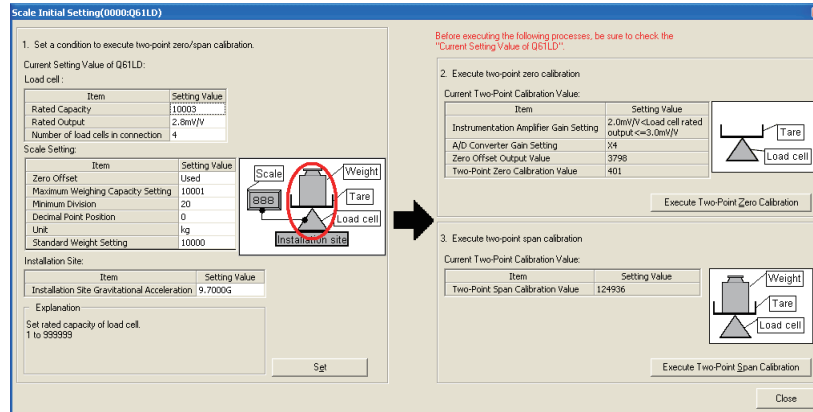 Scale Initial Setting(0000:Q61LD)
1. Set a condition to execute two-point zero/span calibration.
Current Setting Value of Q61LD:
Load cell :
Item Setting Value
Rated Capacity 10003
Rated Output 2.8mV/V
Number of load cells in connection 4
Scale Setting:
Item Setting Value
Zero Offset Used
Maximum Weighing Capacity Setting 10001
Minimum Division 20
Decimal Point Position 0
Unit kg
Standard Weight Setting 10000
Scale
Weight
888
Tare
Load cell
Installation site
Installation Site:
Item Setting Value
Installation Site Gravitational Acceleration 9.7000G
Explanation
Set rated capacity of load cell.
1 to 999999
Set
Before executing the following processes, be sure to check the
"Current Setting Value of Q61LD".
2. Execute two-point zero calibration
Current Two-Point Calibration Value:
Item Setting Value
Instrumentation Amplifier Gain Setting 2.0mV/V<Load cell rated
output<=3.0mV/V
A/D Converter Gain Setting X4
Zero Offset Output Value 3798
Two-Point Zero Calibration Value 401
Tare
Load cell
Execute Two-Point Zero Calibration
3. Execute two-point span calibration
Current Two-Point Calibration Value:
Item Setting Value
Two-Point Span Calibration Value 124936
Weight
Tare
Load cell
Execute Two-Point Span Calibration
Close